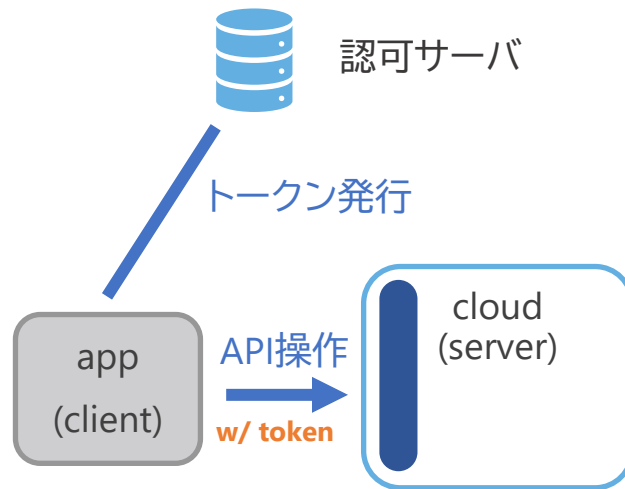 認可サーバ
トークン発行
app
(client)
API操作
w/ token
cloud
(server)